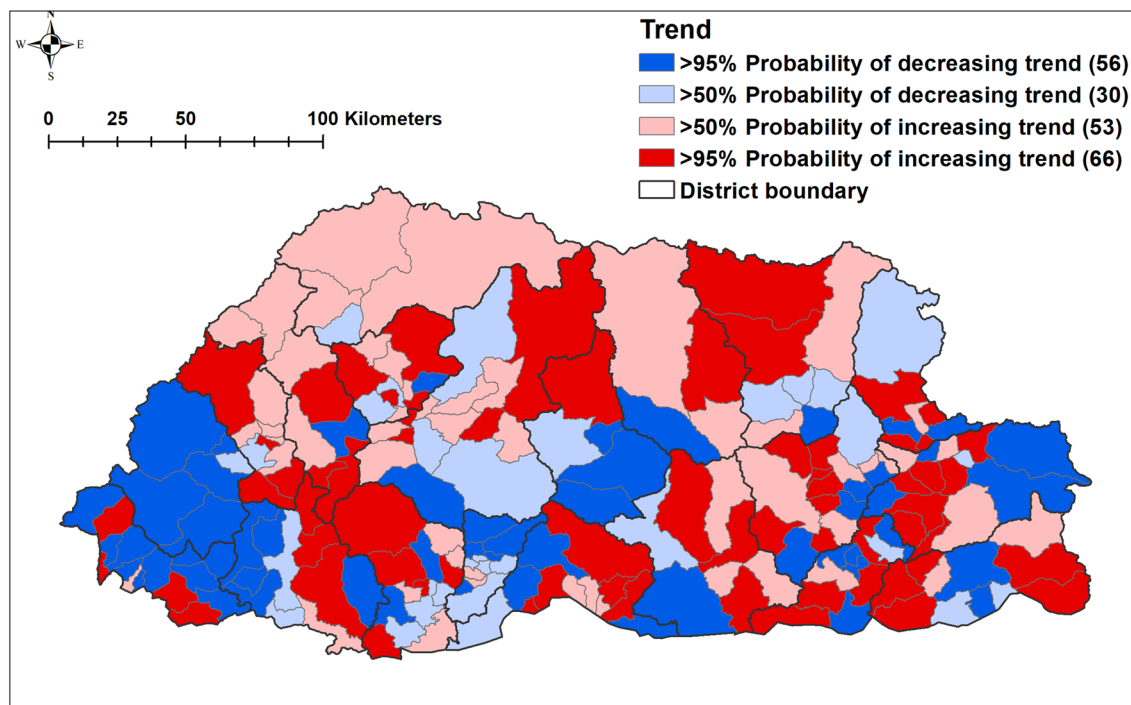 N
W E
S
0 25 50 100 Kilometers
Trend
>95% Probability of decreasing trend (56)
>50% Probability of decreasing trend (30)
>50% Probability of increasing trend (53)
>95% Probability of increasing trend (66)
District boundary